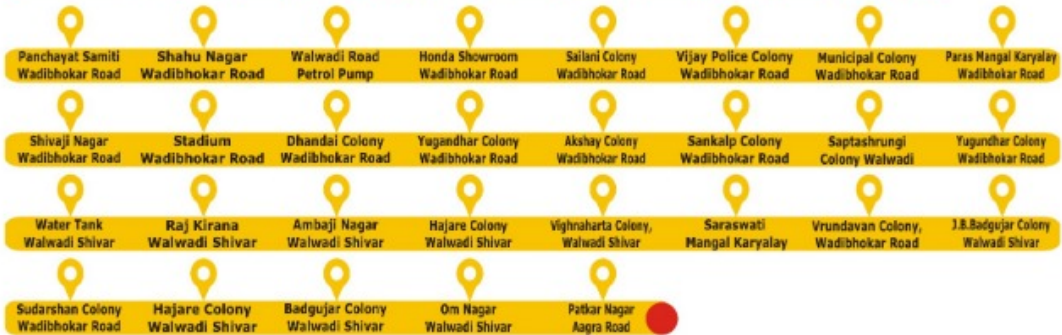 Panchayat Samiti
Wadibhokar Road
Shahu Nagar
Wadibhokar Road
Walwadi Road
Petrol Pump
Honda Showroom
Wadibhokar Road
Sailani Colony
Wadibhokar Road
Vijay Police Colony
Wadibhokar Road
Municipal Colony
Wadibhokar Road
Paras Mangal Karyalay
Wadibhokar Road
Shivaji Nagar
Wadibhokar Road
Stadium
Wadibhokar Road
Dhandai Colony
Wadibhokar Road
Yugandhar Colony
Wadibhokar Road
Akshay Colony
Wadibhokar Road
Sankalp Colony
Wadibhokar Road
Saptashrungi
Colony Walwadi
Yugundhar Colony
Wadibhokar Road
Water Tank
Walwadi Shivar
Raj Kirana
Walwadi Shivar
Ambaji Nagar
Walwadi Shivar
Hajare Colony
Walwadi Shivar
Vighnaharta Colony,
Walwadi Shivar
Saraswati
Mangal Karyalay
Vrundavan Colony,
Wadibhokar Road
J.B.Badgujar Colony
Walwadi Shivar
Sudarshan Colony
Wadibhokar Road
Hajare Colony
Walwadi Shivar
Badgujar Colony
Walwadi Shivar
Om Nagar
Walwadi Shivar
Patkar Nagar
Aagra Road